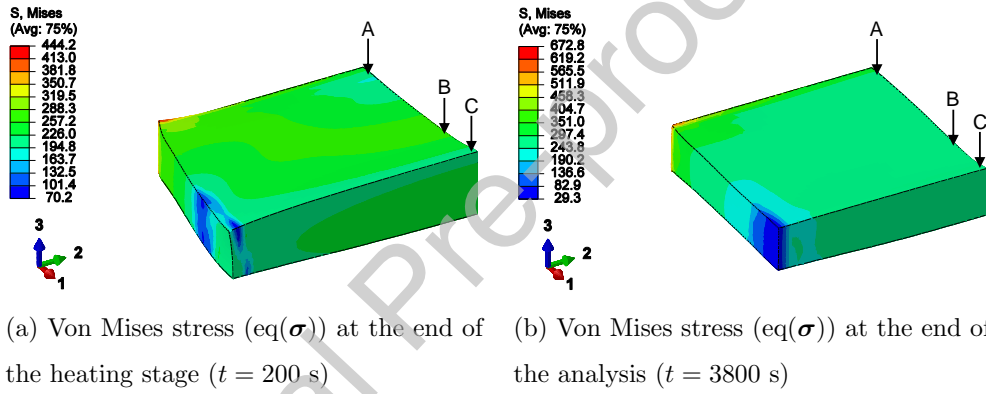 S, Mises
(Avg: 75%)
444.2
413.0
381.8
350.7
319.5
288.3
257.2
226.0
194.8
163.7
132.5
101.4
70.2
A
B
C
3
2
1
(a) Von Mises stress (eq(σ)) at the end of
the heating stage (t = 200 s)
S, Mises
(Avg: 75%)
672.8
619.2
565.5
511.9
458.3
404.7
351.0
297.4
243.8
190.2
136.6
82.9
29.3
A
B
C
3
2
1
(b) Von Mises stress (eq(σ)) at the end of
the analysis (t = 3800 s)
al Pre-proo